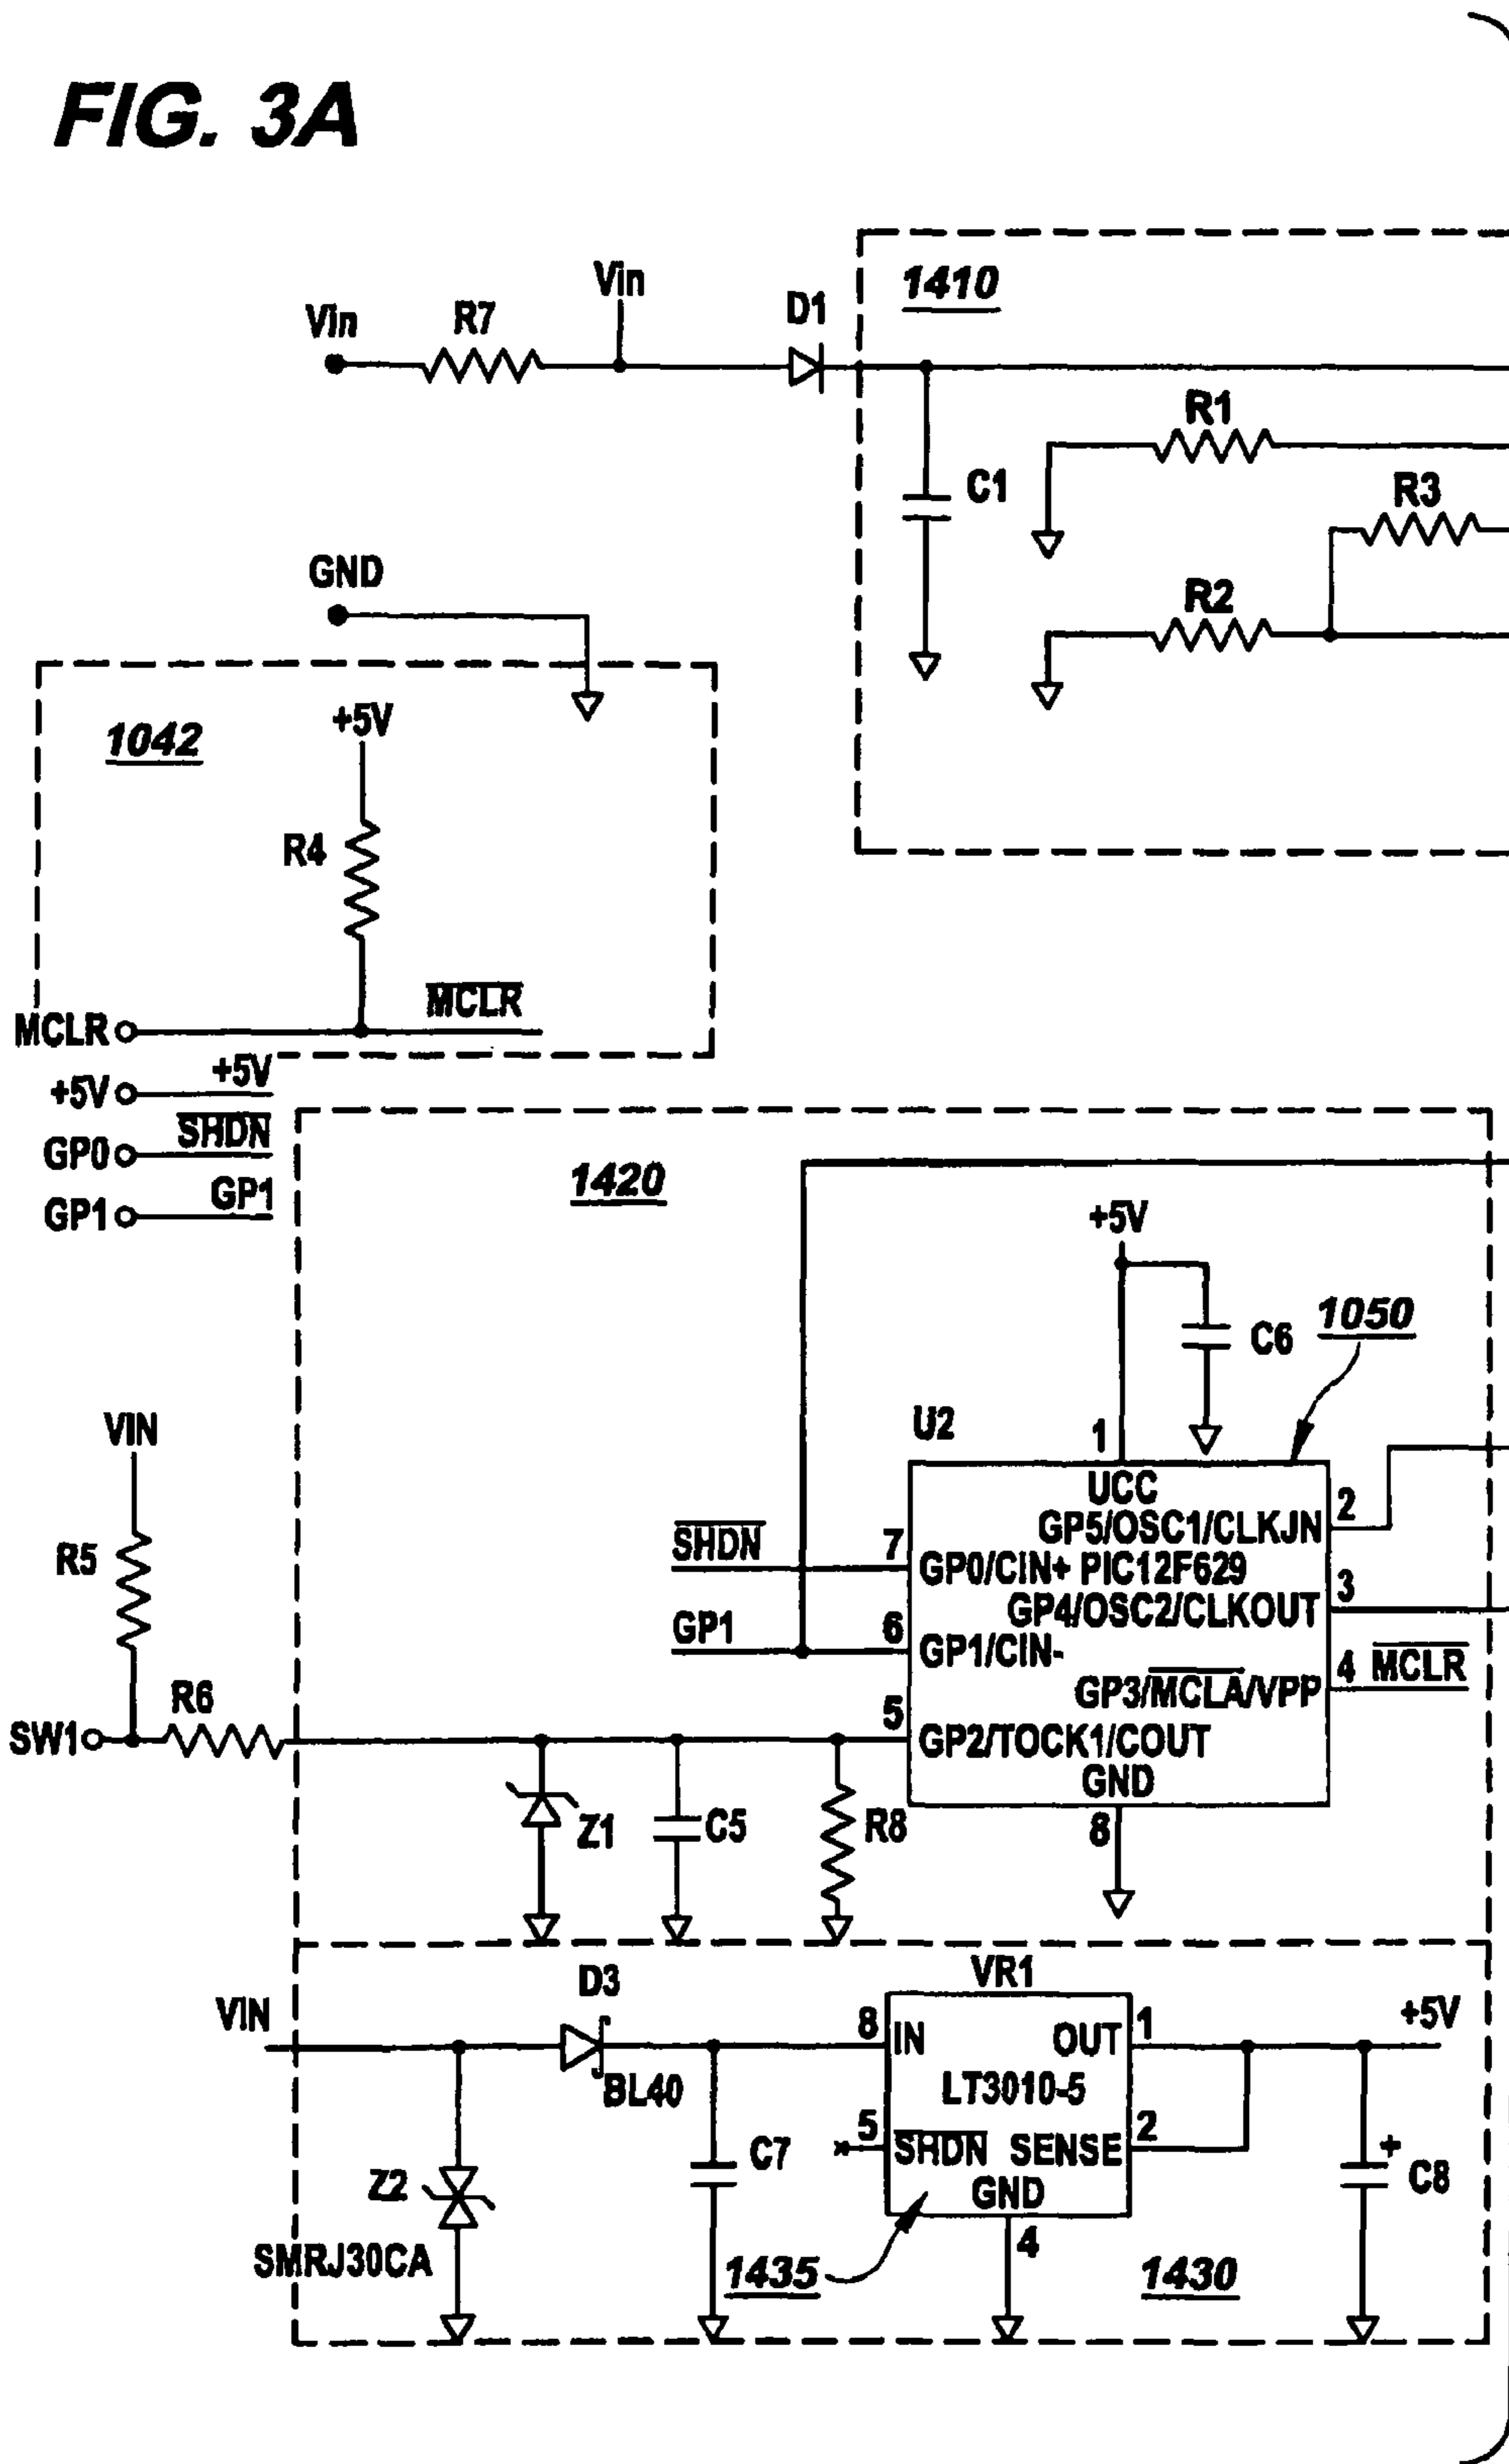 FIG. 3A
Vin
R7
Vin
D1
1410
R1
C1
R3
R2
GND
1042
+5V
R4
MCLR
MCLR
+5V
+5V
GP0
SHDN
GP1
GP1
1420
+5V
C6
1050
U2
1
UCC
GP5/OSC1/CLKJN
2
SHDN
7
GP0/CIN+ PIC12F629
GP4/OSC2/CLKOUT
3
GP1
6
GP1/CIN-
GP3/MCLA/VPP
4
MCLR
5
GP2/TOCK1/COUT
GND
8
VIN
R5
SW1
R6
Z1
C5
R8
VIN
D3
BL40
VR1
8
IN
OUT
1
+5V
LT3010-5
5
SHDN
SENSE
2
GND
4
Z2
SMRJ30CA
C7
C8
+
1435
1430